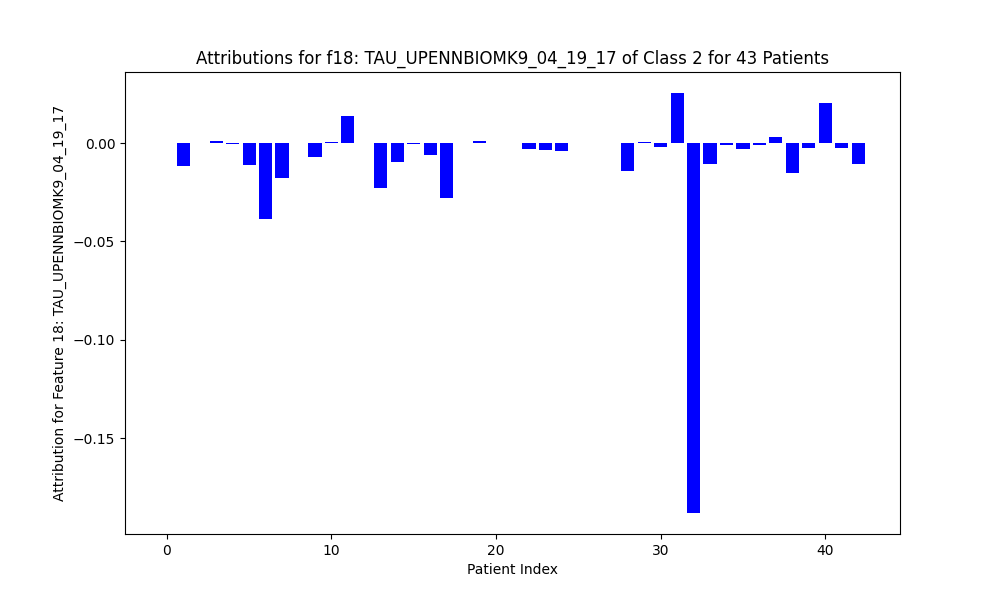 Attributions for f18: TAU_UPENNBIOMK9_04_19_17 of Class 2 for 43 Patients
Attribution for Feature 18: TAU_UPENNBIOMK9_04_19_17
0.00
−0.05
−0.10
−0.15
0 10 20 30 40
Patient Index